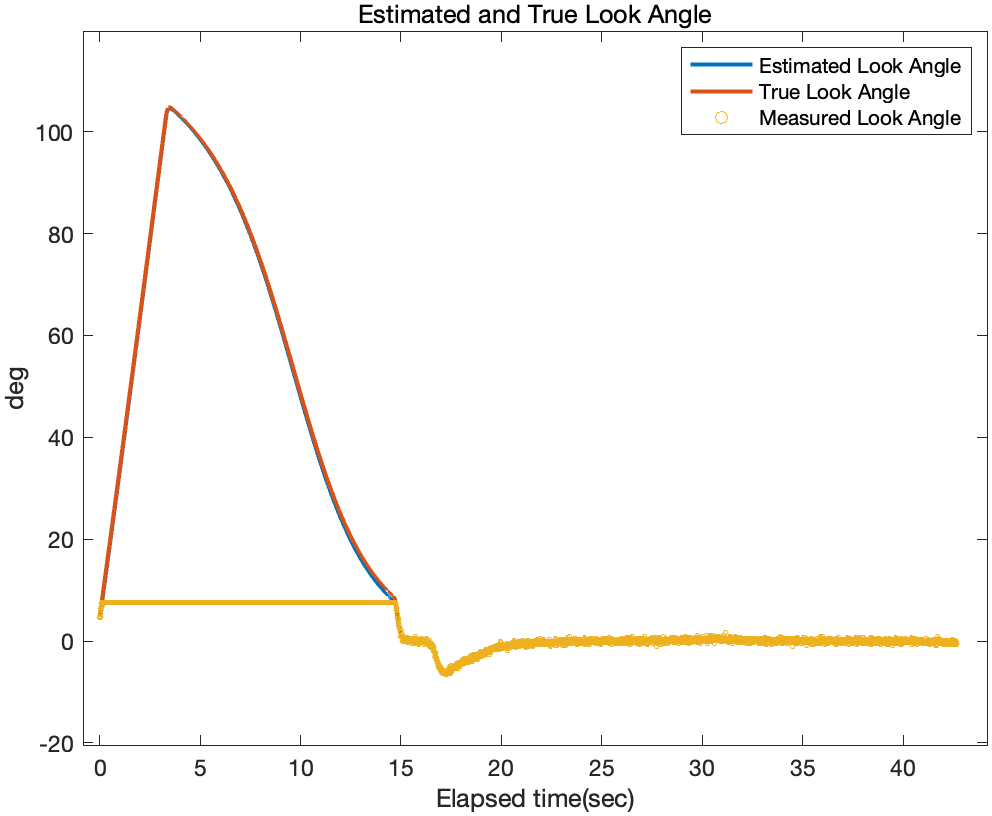 Estimated and True Look Angle
Estimated Look Angle
True Look Angle
Measured Look Angle
100
80
60
40
20
0
-20
deg
0 5 10 15 20 25 30 35 40
Elapsed time(sec)